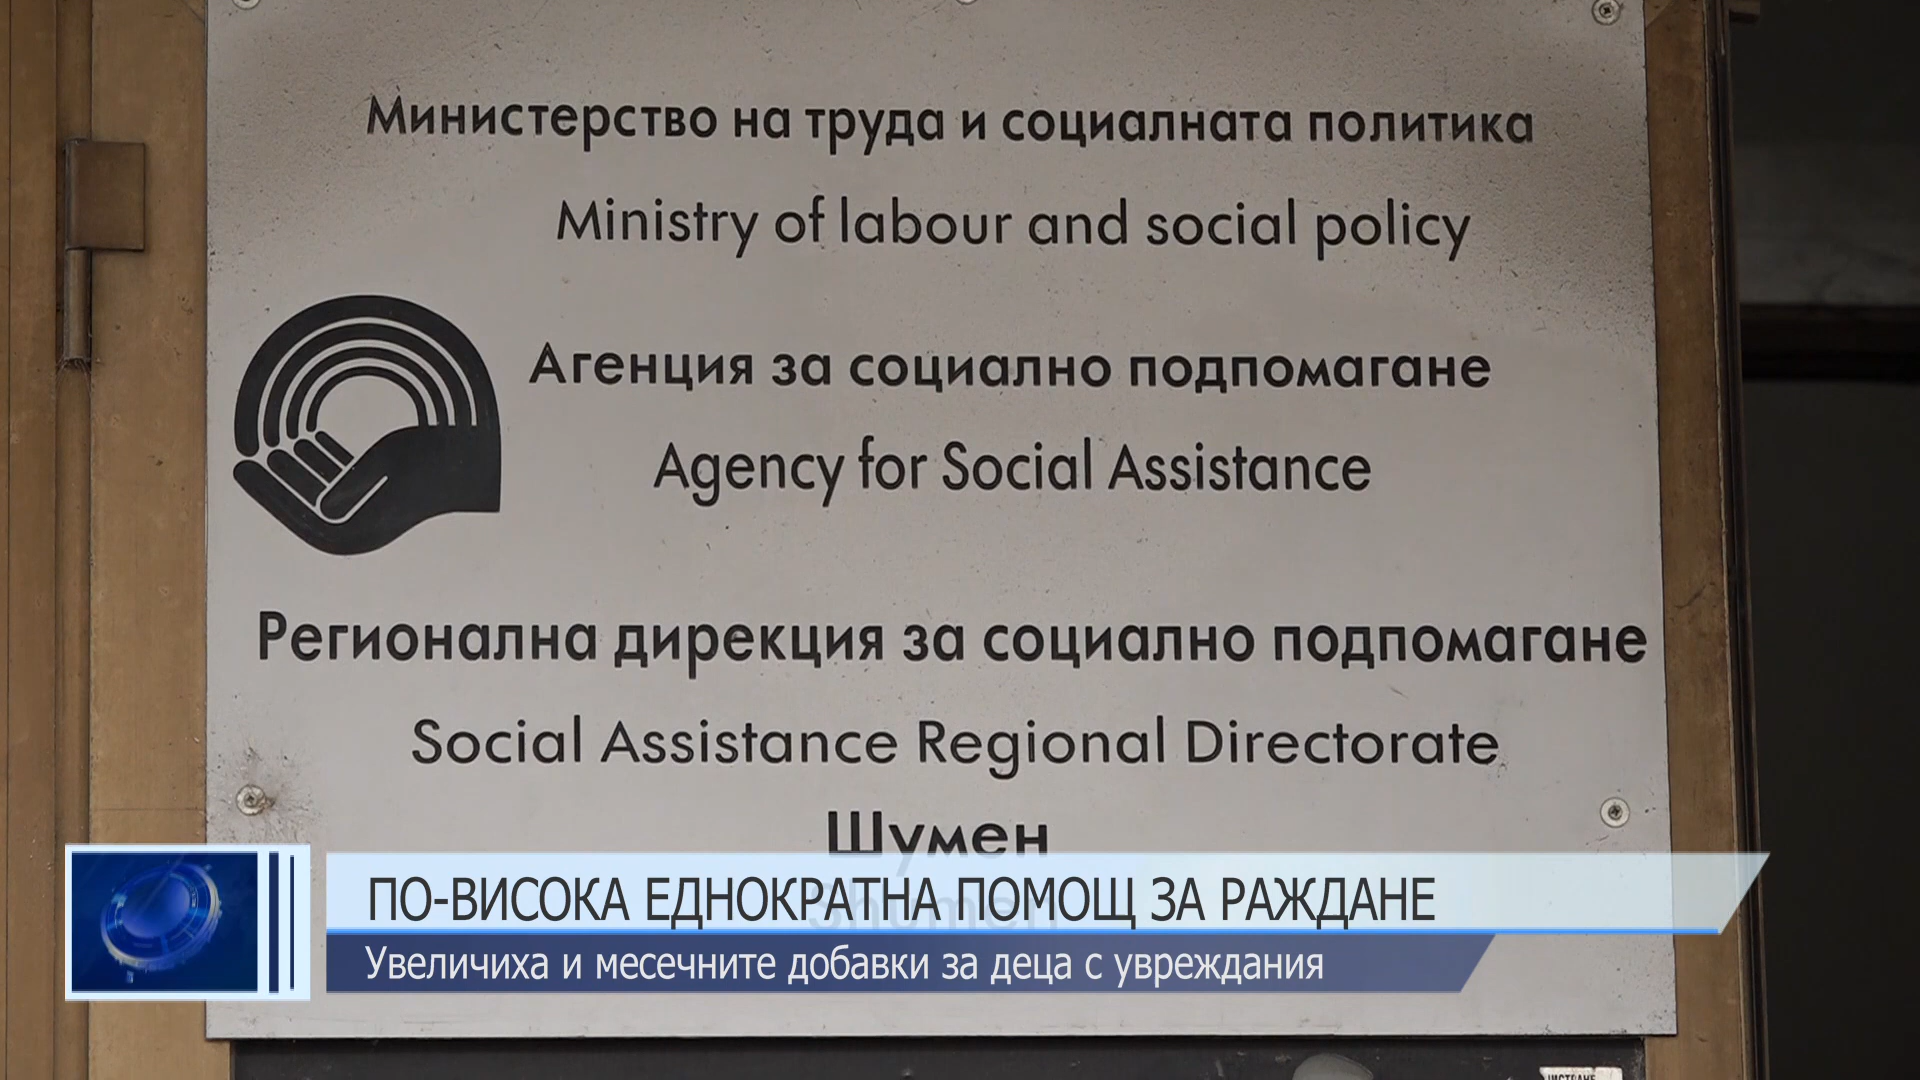 Министерство на труда и социалната политика
Ministry of labour and social policy
Агенция за социално подпомагане
Agency for Social Assistance
Регионална дирекция за социално подпомагане
Social Assistance Regional Directorate
Шумен
Shumen
ПО-ВИСОКА ЕДНОКРАТНА ПОМОЩ ЗА РАЖДАНЕ
Увеличиха и месечните добавки за деца с увреждания